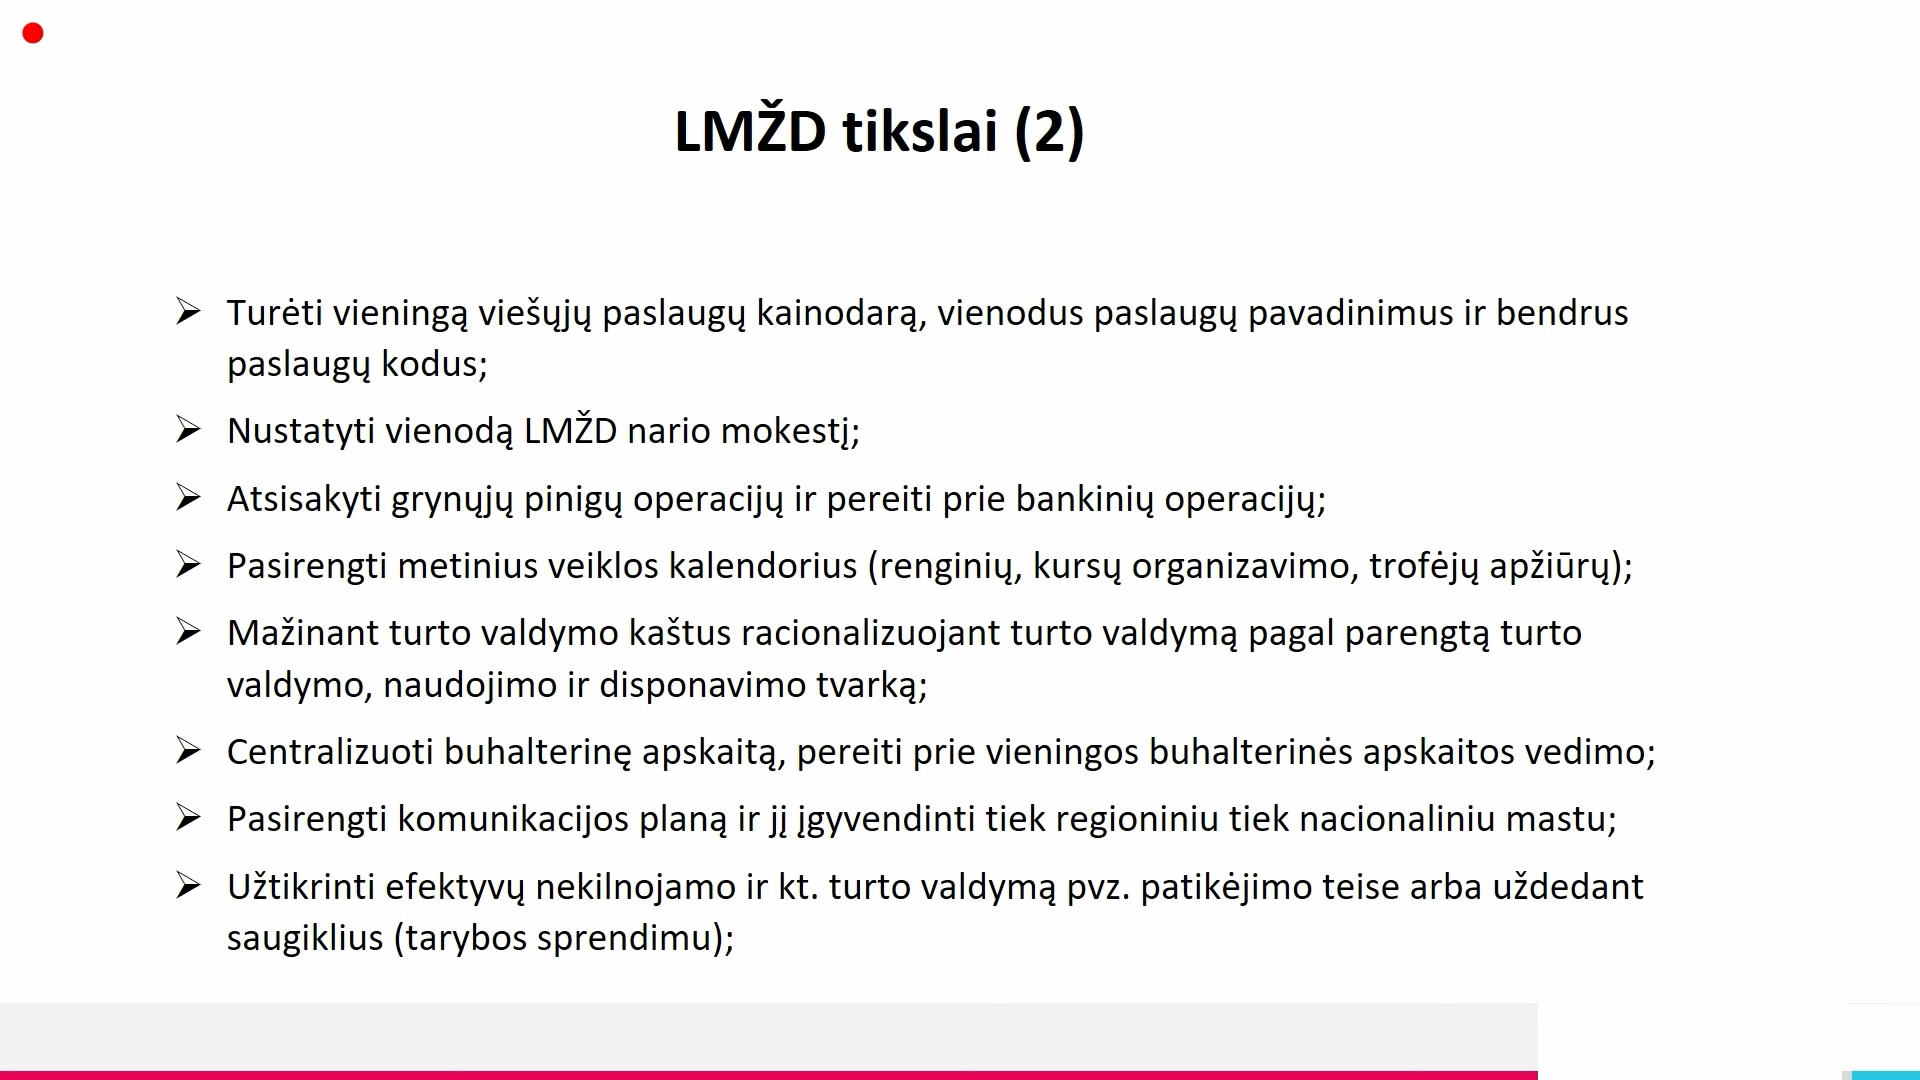 LMŽD tikslai (2)
Turėti vieningą viešųjų paslaugų kainodarą, vienodus paslaugų pavadinimus ir bendrus
paslaugų kodus;
Nustatyti vienodą LMŽD nario mokestį;
Atsisakyti grynųjų pinigų operacijų ir pereiti prie bankinių operacijų;
Pasirengti metinius veiklos kalendorius (renginių, kursų organizavimo, trofėjų apžiūrų);
Mažinant turto valdymo kaštus racionalizuojant turto valdymą pagal parengtą turto
valdymo, naudojimo ir disponavimo tvarką;
Centralizuoti buhalterinę apskaitą, pereiti prie vieningos buhalterinės apskaitos vedimo;
Pasirengti komunikacijos planą ir jį įgyvendinti tiek regioniniu tiek nacionaliniu mastu;
Užtikrinti efektyvų nekilnojamo ir kt. turto valdymą pvz. patikėjimo teise arba uždedant
saugiklius (tarybos sprendimu);